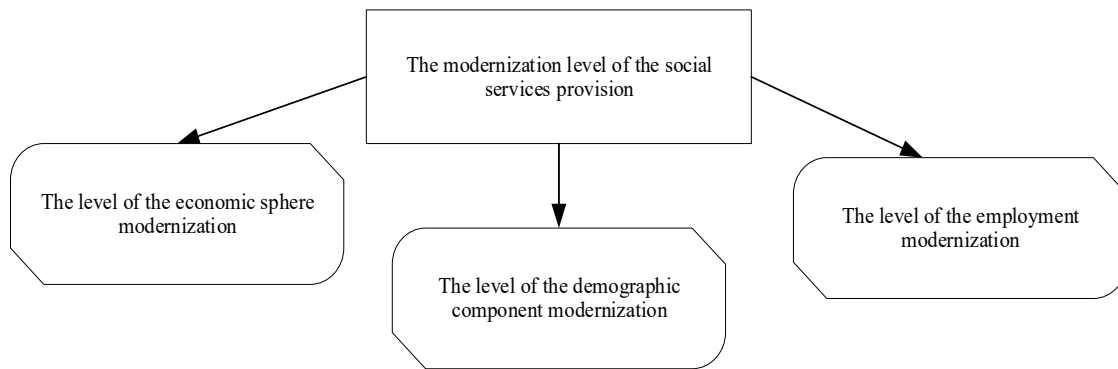 The modernization level of the social
services provision
The level of the economic sphere
modernization
The level of the demographic
component modernization
The level of the employment
modernization